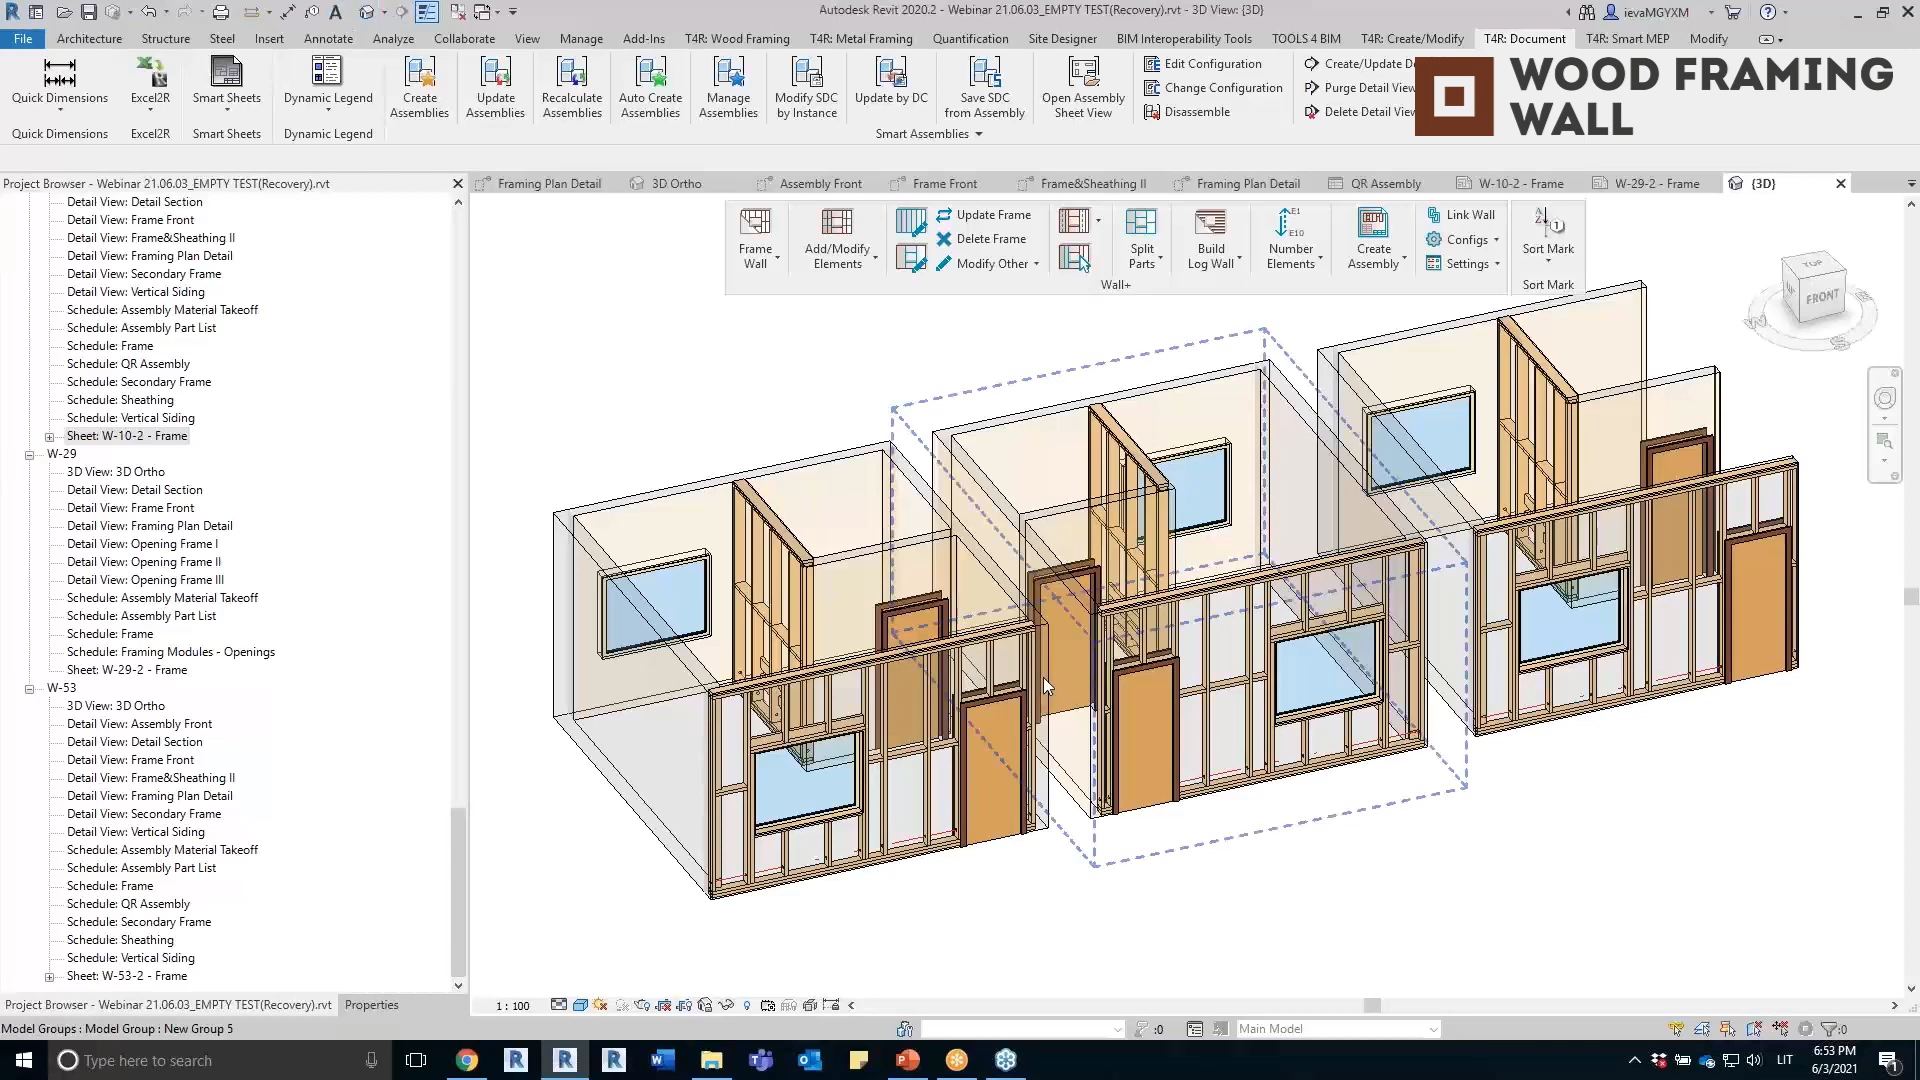 Autodesk Revit 2020.2 - Webinar 21.06.03_EMPTY TEST(Recovery).rvt - 3D View: {3D}
ievaMGYXM
File
Architecture
Structure
Steel
Insert
Annotate
Analyze
Collaborate
View
Manage
Add-Ins
T4R: Wood Framing
T4R: Metal Framing
Quantification
Site Designer
BIM Interoperability Tools
TOOLS 4 BIM
T4R: Create/Modify
T4R: Document
T4R: Smart MEP
Modify
Quick Dimensions
Excel2R
Smart Sheets
Dynamic Legend
Create
Assemblies
Update
Assemblies
Recalculate
Assemblies
Auto Create
Assemblies
Manage
Assemblies
Modify SDC
by Instance
Update by DC
Save SDC
from Assembly
Open Assembly
Sheet View
Edit Configuration
Change Configuration
Disassemble
Create/Update D
Purge Detail View
Delete Detail View
Quick Dimensions
Excel2R
Smart Sheets
Dynamic Legend
Smart Assemblies
WOOD FRAMING
WALL
Project Browser - Webinar 21.06.03_EMPTY TEST(Recovery).rvt
Framing Plan Detail
3D Ortho
Assembly Front
Frame Front
Frame&Sheathing II
Framing Plan Detail
QR Assembly
W-10-2 - Frame
W-29-2 - Frame
{3D}
Frame
Wall
Add/Modify
Elements
Update Frame
Delete Frame
Modify Other
Split
Parts
Build
Log Wall
E1
E10
Number
Elements
Create
Assembly
Link Wall
Configs
Settings
Sort Mark
Wall+
Sort Mark
TOP
FRONT
W
S
Detail View: Detail Section
Detail View: Frame Front
Detail View: Frame&Sheathing II
Detail View: Framing Plan Detail
Detail View: Secondary Frame
Detail View: Vertical Siding
Schedule: Assembly Material Takeoff
Schedule: Assembly Part List
Schedule: Frame
Schedule: QR Assembly
Schedule: Secondary Frame
Schedule: Sheathing
Schedule: Vertical Siding
Sheet: W-10-2 - Frame
W-29
3D View: 3D Ortho
Detail View: Detail Section
Detail View: Frame Front
Detail View: Framing Plan Detail
Detail View: Opening Frame I
Detail View: Opening Frame II
Detail View: Opening Frame III
Schedule: Assembly Material Takeoff
Schedule: Assembly Part List
Schedule: Frame
Schedule: Framing Modules - Openings
Sheet: W-29-2 - Frame
W-53
3D View: 3D Ortho
Detail View: Assembly Front
Detail View: Detail Section
Detail View: Frame Front
Detail View: Frame&Sheathing II
Detail View: Framing Plan Detail
Detail View: Secondary Frame
Detail View: Vertical Siding
Schedule: Assembly Material Takeoff
Schedule: Assembly Part List
Schedule: Frame
Schedule: QR Assembly
Schedule: Secondary Frame
Schedule: Sheathing
Schedule: Vertical Siding
Sheet: W-53-2 - Frame
Project Browser - Webinar 21.06.03_EMPTY TEST(Recovery).rvt
Properties
1 : 100
Model Groups : Model Group : New Group 5
:0
Main Model
:0
Type here to search
LIT
6:53 PM
6/3/2021
1